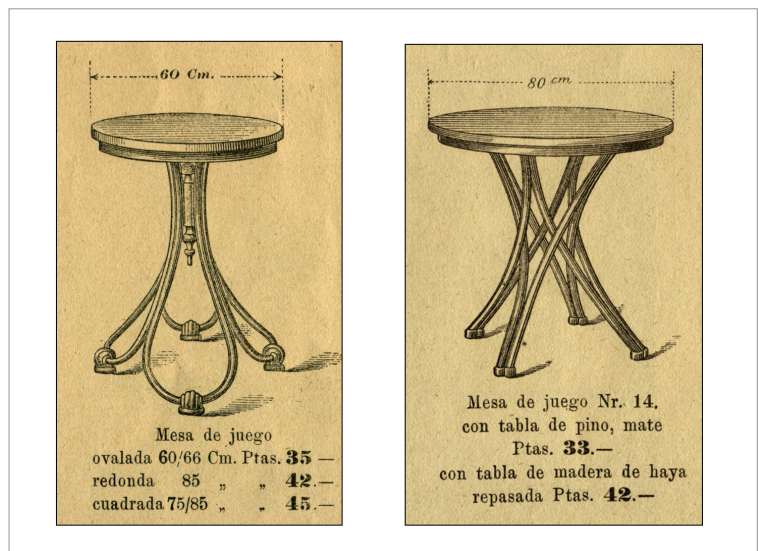 60 Cm.
Mesa de juego
ovalada 60/66 Cm. Ptas. 35 —
redonda 85 „ „ 42.—
cuadrada 75/85 „ „ 45.—
80 cm
Mesa de juego Nr. 14.
con tabla de pino, mate
Ptas. 33.—
con tabla de madera de haya
repasada Ptas. 42.—